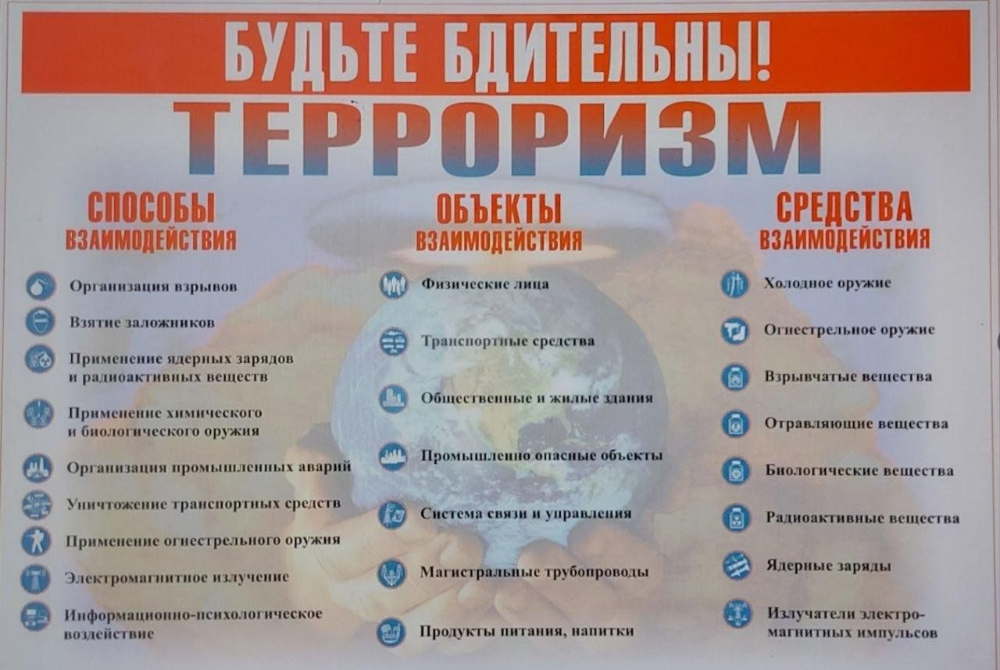 БУДЬТЕ БДИТЕЛЬНЫ!
ТЕРРОРИЗМ
СПОСОБЫ
ВЗАИМОДЕЙСТВИЯ
Организация взрывов
Взятие заложников
Применение ядерных зарядов
и радиоактивных веществ
Применение химического
и биологического оружия
Организация промышленных аварий
Уничтожение транспортных средств
Применение огнестрельного оружия
Электромагнитное излучение
Информационно-психологическое
воздействие
ОБЪЕКТЫ
ВЗАИМОДЕЙСТВИЯ
Физические лица
Транспортные средства
Общественные и жилые здания
Промышленно опасные объекты
Система связи и управления
Магистральные трубопроводы
Продукты питания, напитки
СРЕДСТВА
ВЗАИМОДЕЙСТВИЯ
Холодное оружие
Огнестрельное оружие
Взрывчатые вещества
Отравляющие вещества
Биологические вещества
Радиоактивные вещества
Ядерные заряды
Излучатели электро-
магнитных импульсов